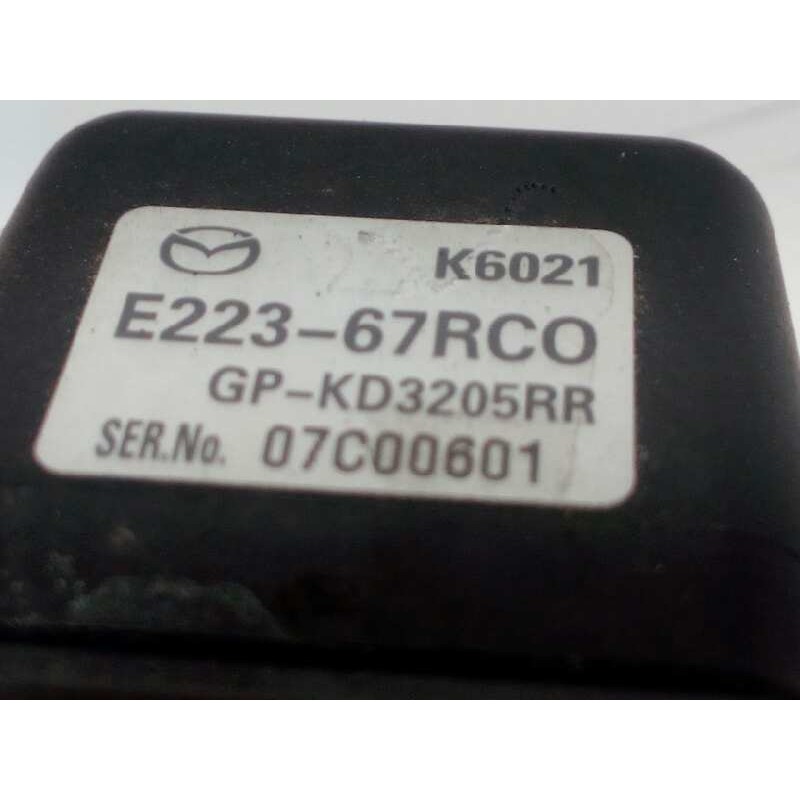 K6021
E223-67RCO
GP-KD3205RR
SER.No. 07C00601